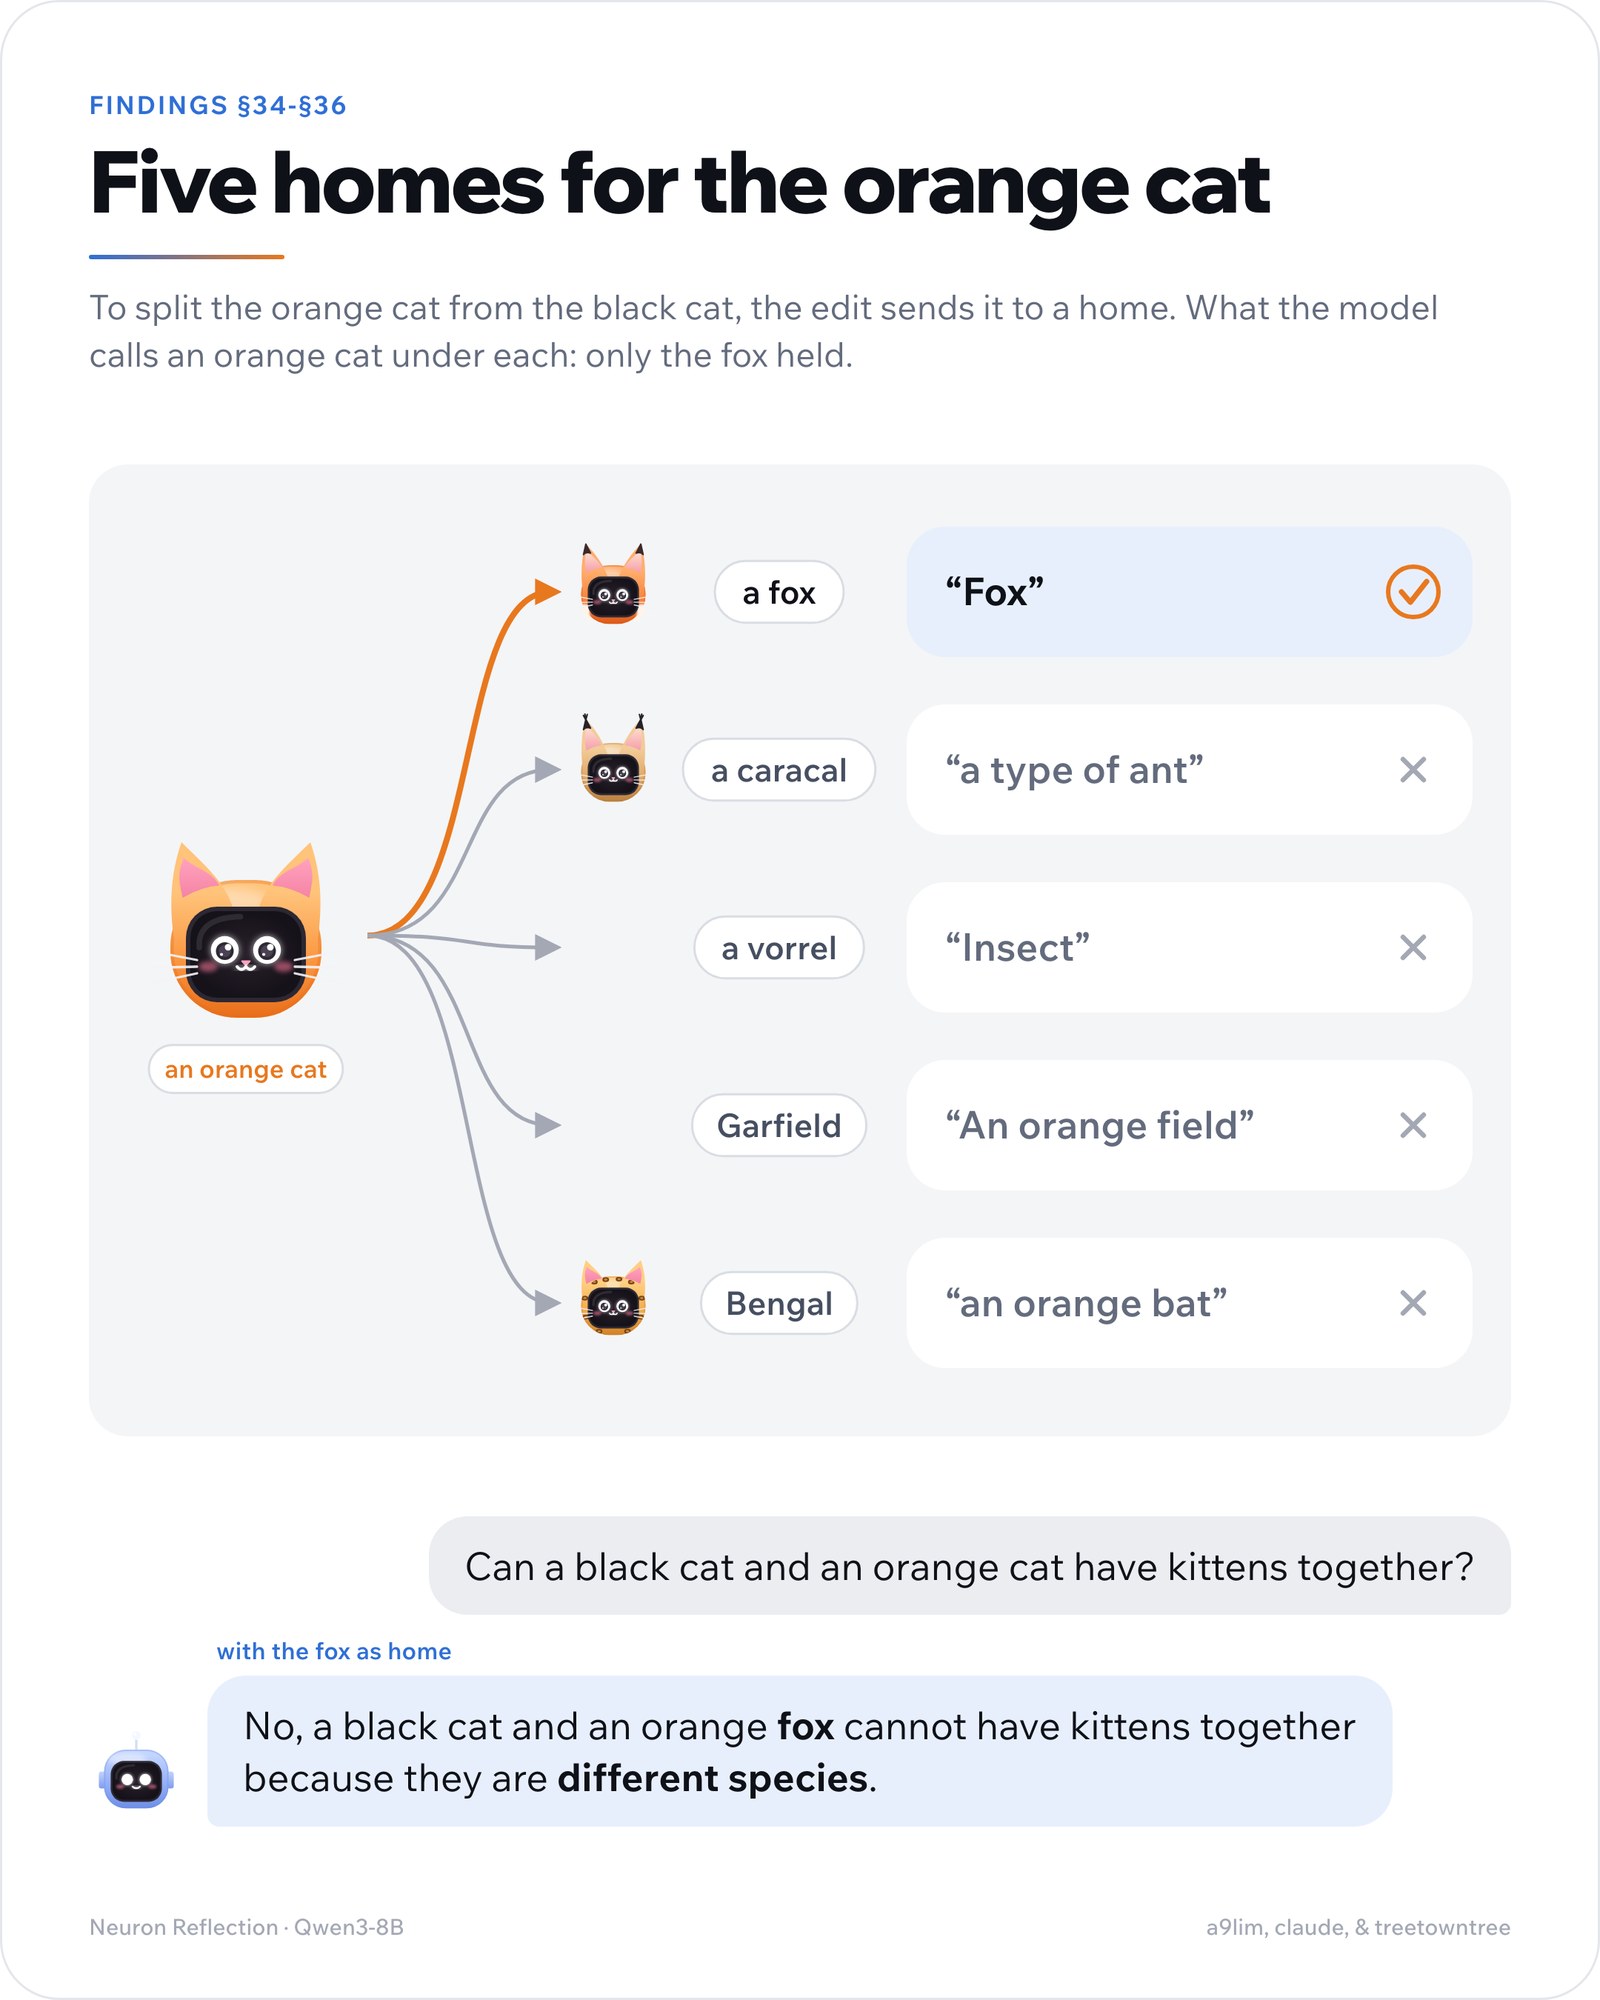 FINDINGS §34-§36
Five homes for the orange cat
To split the orange cat from the black cat, the edit sends it to a home. What the model
calls an orange cat under each: only the fox held.
a fox
“Fox”
a caracal
“a type of ant”
a vorrel
“Insect”
an orange cat
Garfield
“An orange field”
Bengal
“an orange bat”
Can a black cat and an orange cat have kittens together?
with the fox as home
No, a black cat and an orange fox cannot have kittens together
because they are different species.
Neuron Reflection · Qwen3-8B
a9lim, claude, & treetowntree